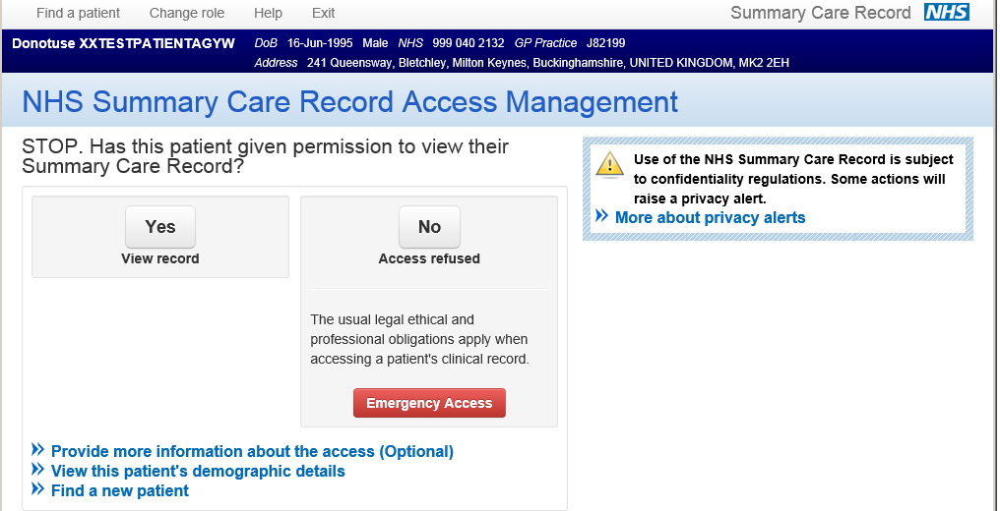 Find a patient Change role Help Exit Summary Care Record NHS
Donotuse XXTESTPATIENTAGYW DoB 16-Jun-1995 Male NHS 999 040 2132 GP Practice J82199
Address 241 Queensway, Bletchley, Milton Keynes, Buckinghamshire, UNITED KINGDOM, MK2 2EH
NHS Summary Care Record Access Management
STOP. Has this patient given permission to view their
Summary Care Record?
Yes
View record
No
Access refused
The usual legal ethical and
professional obligations apply when
accessing a patient's clinical record.
Emergency Access
Provide more information about the access (Optional)
View this patient's demographic details
Find a new patient
Use of the NHS Summary Care Record is subject
to confidentiality regulations. Some actions will
raise a privacy alert.
More about privacy alerts